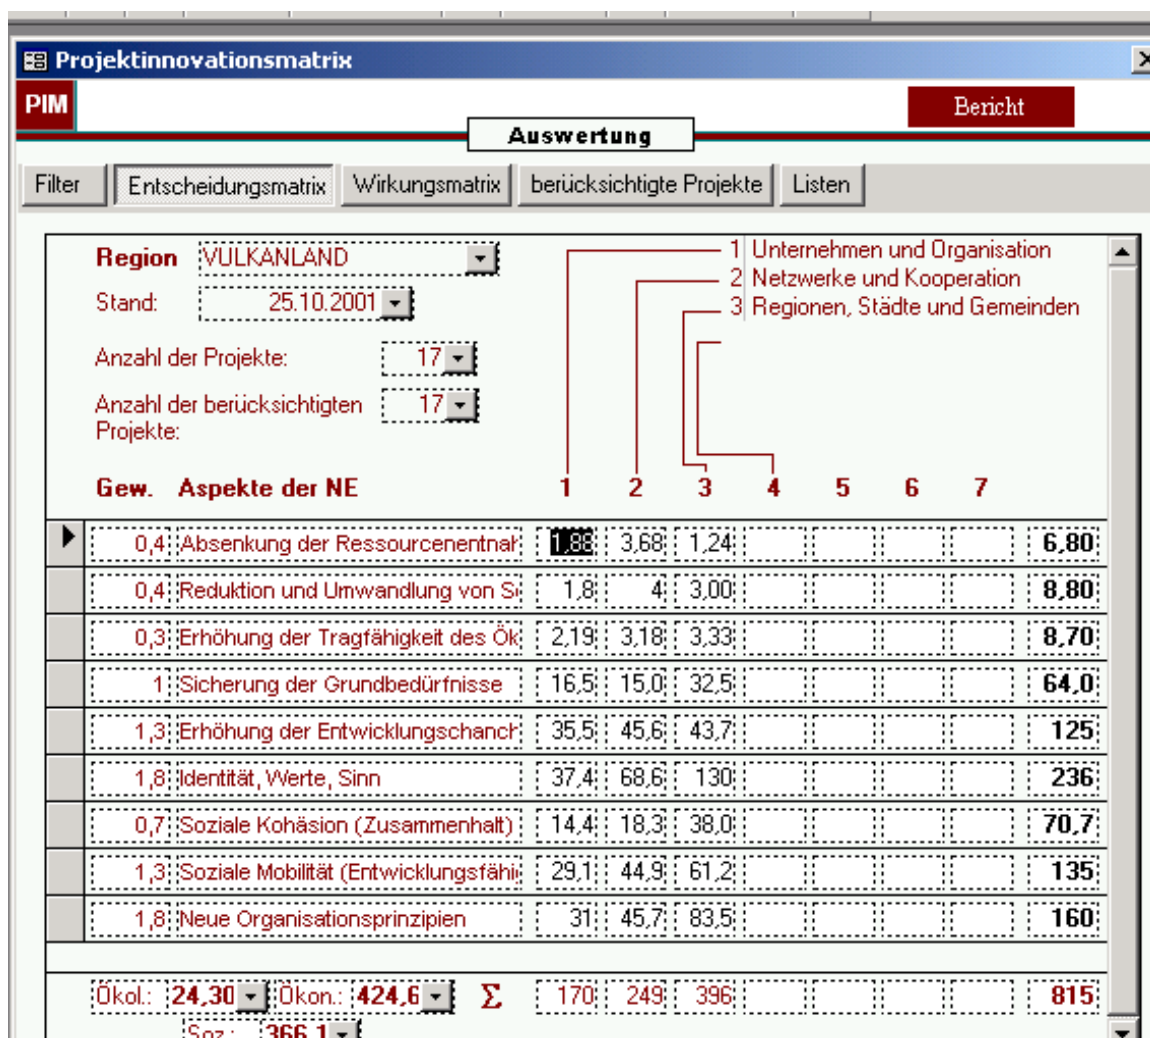 Projektinnovationsmatrix
PIM
Bericht
Auswertung
Filter Entscheidungsmatrix Wirkungsmatrix berücksichtigte Projekte Listen
Region VULKANLAND 1 Unternehmen und Organisation
2 Netzwerke und Kooperation
Stand: 25.10.2001 3 Regionen, Städte und Gemeinden
Anzahl der Projekte: 17
Anzahl der berücksichtigten 17
Projekte:
Gew. Aspekte der NE 1 2 3 4 5 6 7
0,4 Absenkung der Ressourcenentnah 1,88 3,68 1,24 6,80
0,4 Reduktion und Umwandlung von S 1,8 4 3,00 8,80
0,3 Erhöhung der Tragfähigkeit des Ök 2,19 3,18 3,33 8,70
1 Sicherung der Grundbedürfnisse 16,5 15,0 32,5 64,0
1,3 Erhöhung der Entwicklungschanch 35,5 45,6 43,7 125
1,8 Identität, Werte, Sinn 37,4 68,6 130 236
0,7 Soziale Kohäsion (Zusammenhalt) 14,4 18,3 38,0 70,7
1,3 Soziale Mobilität (Entwicklungsfähig 29,1 44,9 61,2 135
1,8 Neue Organisationsprinzipien 31 45,7 83,5 160
Ökol.: 24,30 Ökon.: 424,6 Σ 170 249 396 815
Soz.: 366,1